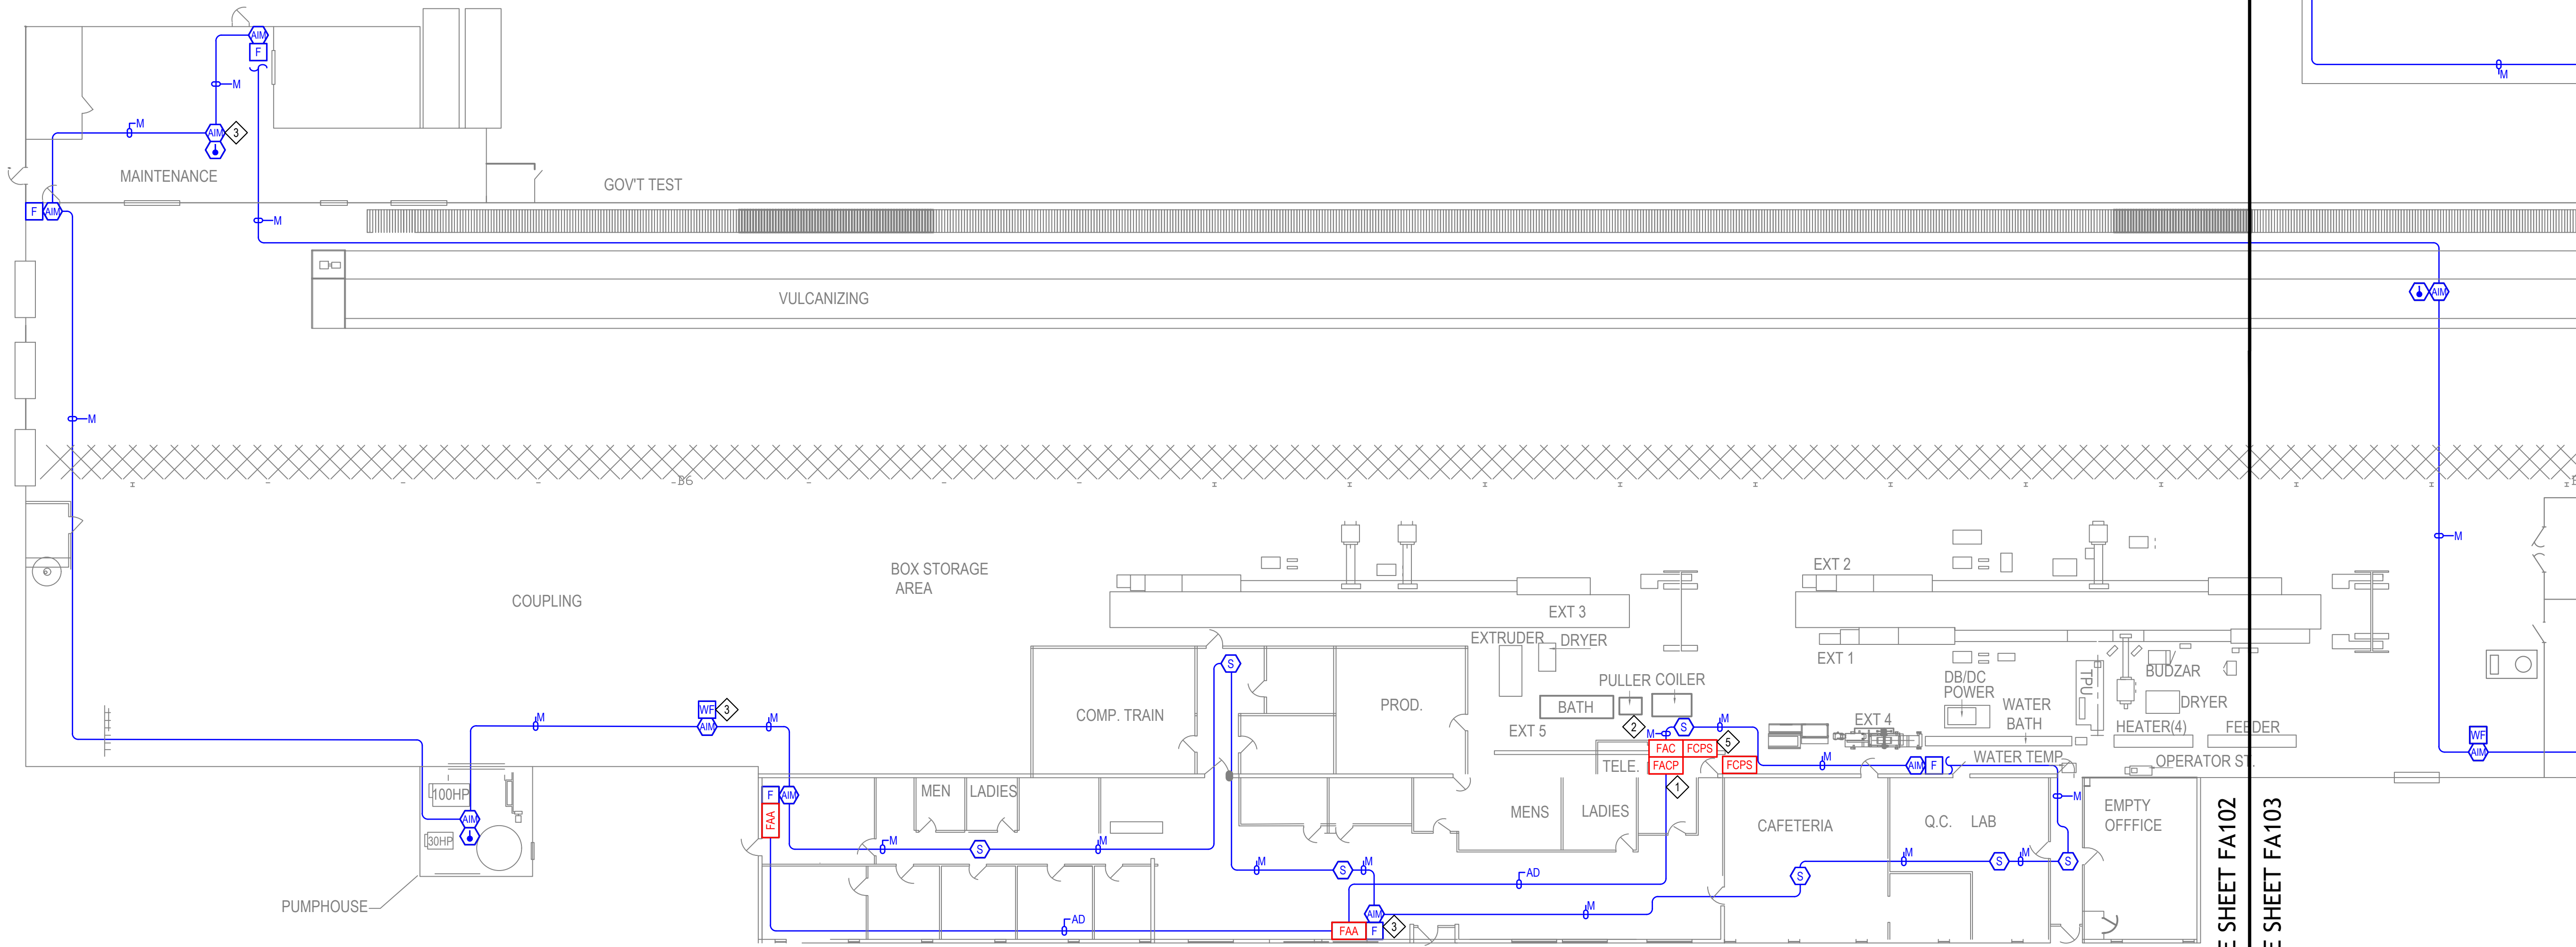 AIM
F
M
M
M
AIM
3
MAINTENANCE
GOV'T TEST
F
AIM
M
VULCANIZING
AIM
M
36
M
BOX STORAGE
AREA
COUPLING
EXT 2
EXT 3
EXTRUDER
DRYER
EXT 1
BUDZAR
PULLER
COILER
DB/DC
POWER
TPU
DRYER
S
COMP. TRAIN
PROD.
BATH
WATER
BATH
WF
3
AIM
M
M
EXT 5
2
M
S
M
EXT 4
HEATER(4)
FEEDER
WF
AIM
FAC
FCPS
5
FACP
FCPS
TELE.
1
M
AIM
F
WATER TEMP
OPERATOR ST.
100HP
AIM
30HP
PUMPHOUSE
F
AIM
FAA
MEN
LADIES
MENS
LADIES
CAFETERIA
Q.C. LAB
M
EMPTY
OFFFICE
M
S
M
M
S
M
AD
S
M
S
M
S
AIM
M
AD
FAA
F
3
E SHEET FA102
E SHEET FA103